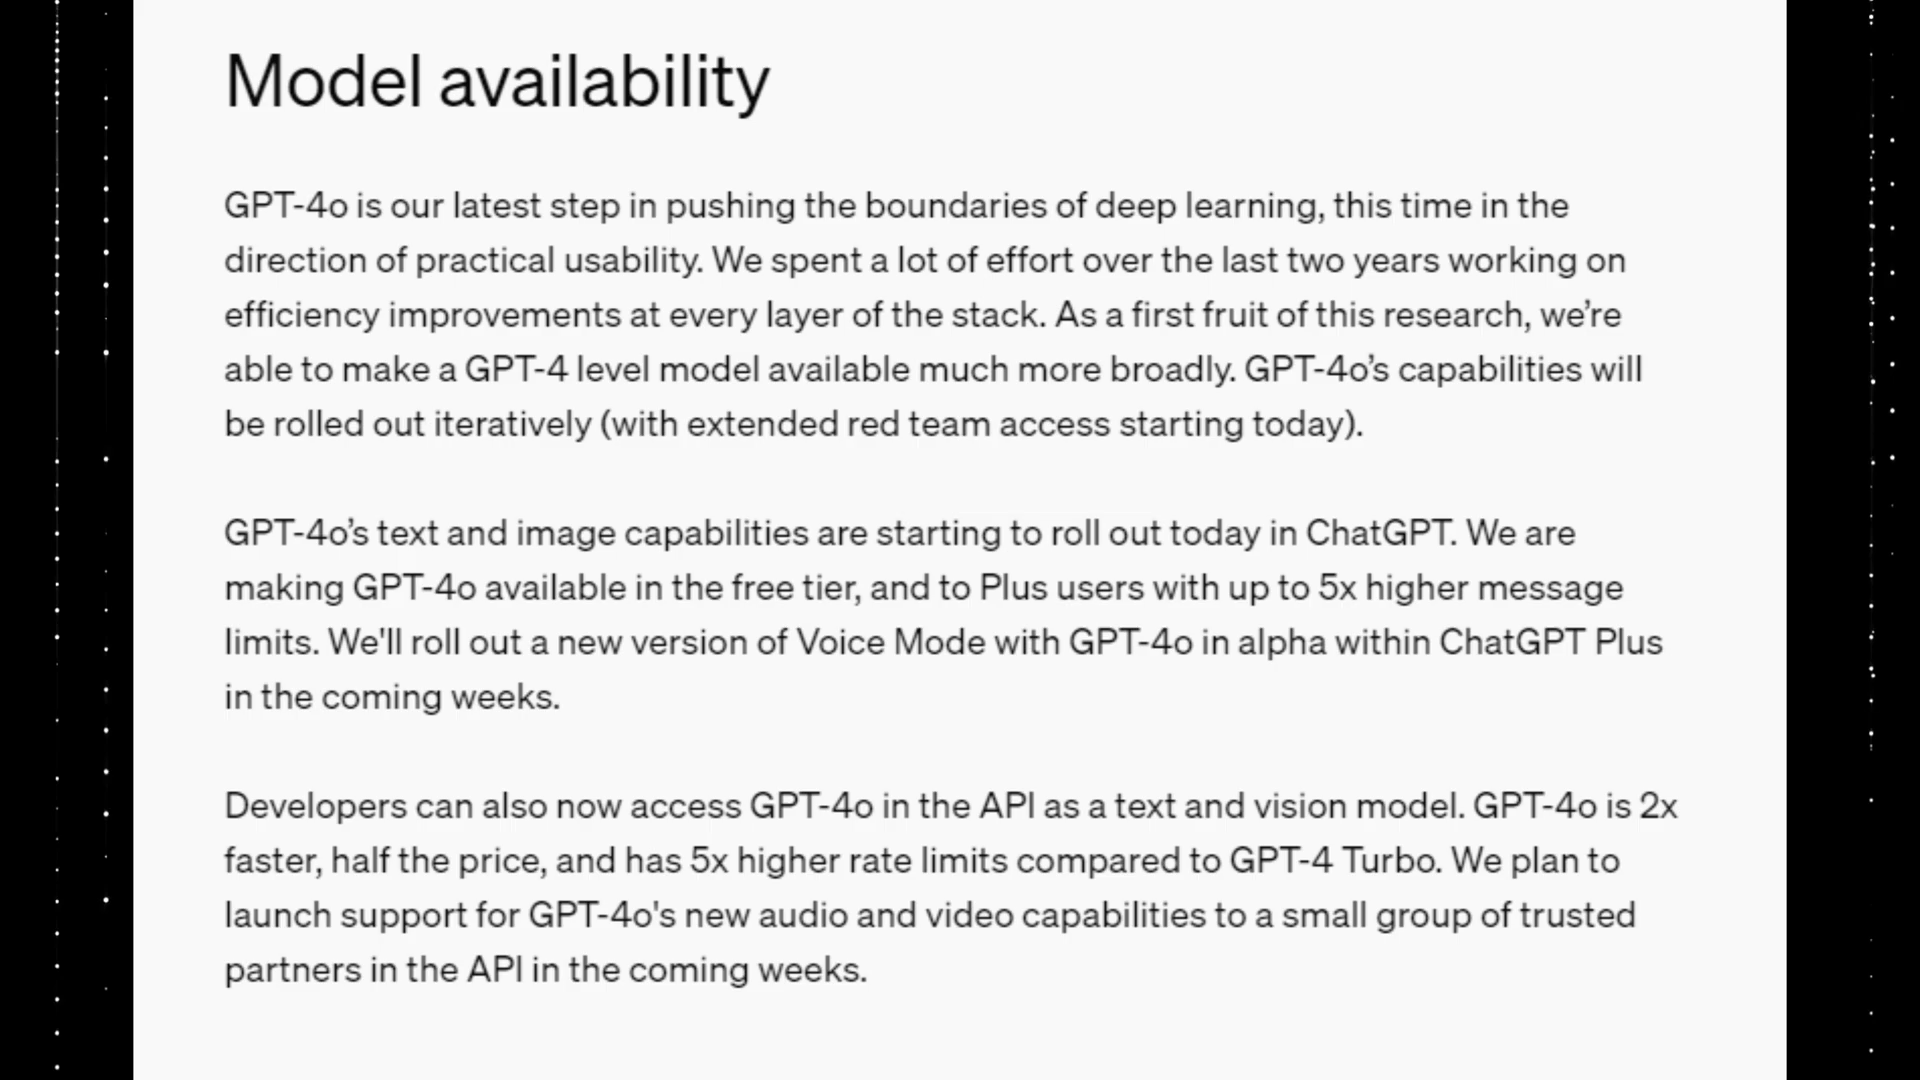 Model availability
GPT-4o is our latest step in pushing the boundaries of deep learning, this time in the
direction of practical usability. We spent a lot of effort over the last two years working on
efficiency improvements at every layer of the stack. As a first fruit of this research, we’re
able to make a GPT-4 level model available much more broadly. GPT-4o’s capabilities will
be rolled out iteratively (with extended red team access starting today).
GPT-4o’s text and image capabilities are starting to roll out today in ChatGPT. We are
making GPT-4o available in the free tier, and to Plus users with up to 5x higher message
limits. We'll roll out a new version of Voice Mode with GPT-4o in alpha within ChatGPT Plus
in the coming weeks.
Developers can also now access GPT-4o in the API as a text and vision model. GPT-4o is 2x
faster, half the price, and has 5x higher rate limits compared to GPT-4 Turbo. We plan to
launch support for GPT-4o's new audio and video capabilities to a small group of trusted
partners in the API in the coming weeks.